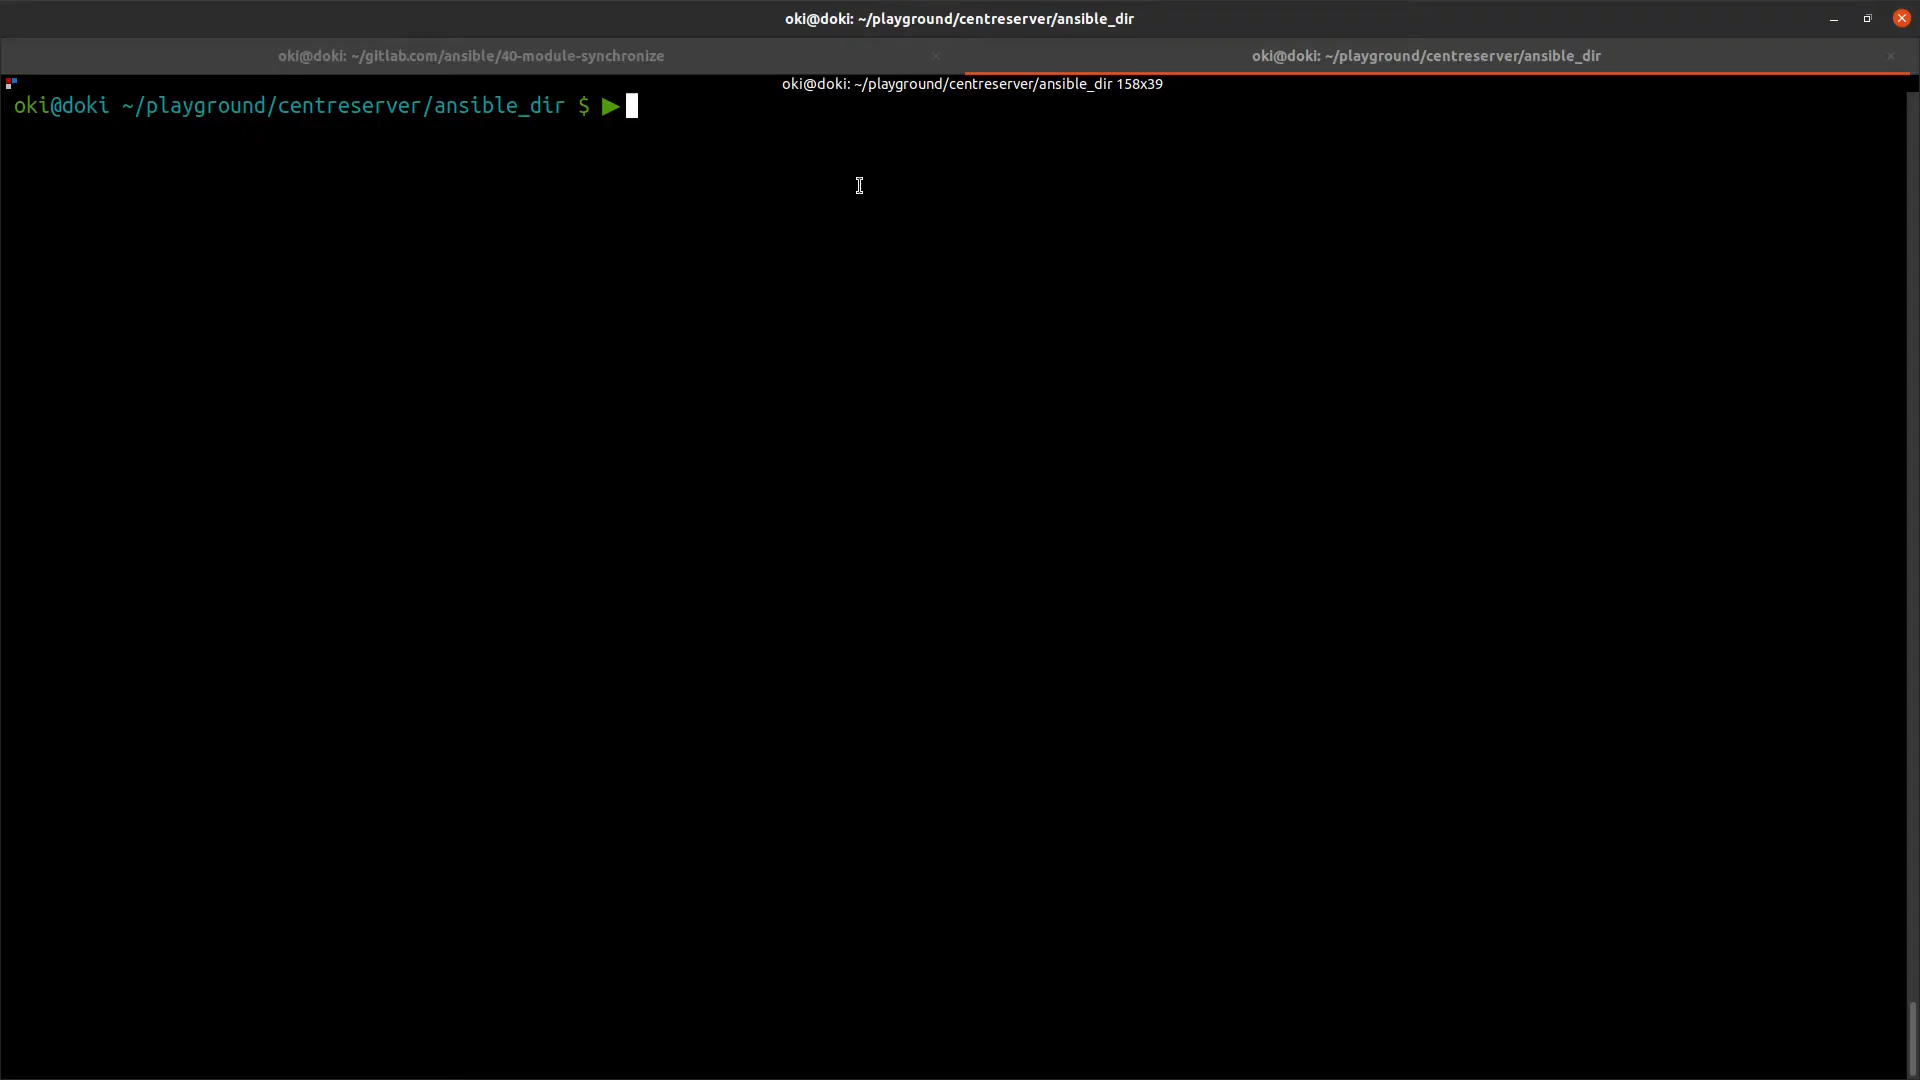 oki@doki: ~/playground/centreserver/ansible_dir
oki@doki: ~/gitlab.com/ansible/40-module-synchronize
oki@doki: ~/playground/centreserver/ansible_dir
oki@doki: ~/playground/centreserver/ansible_dir 158x39
oki@doki ~/playground/centreserver/ansible_dir $ ▶